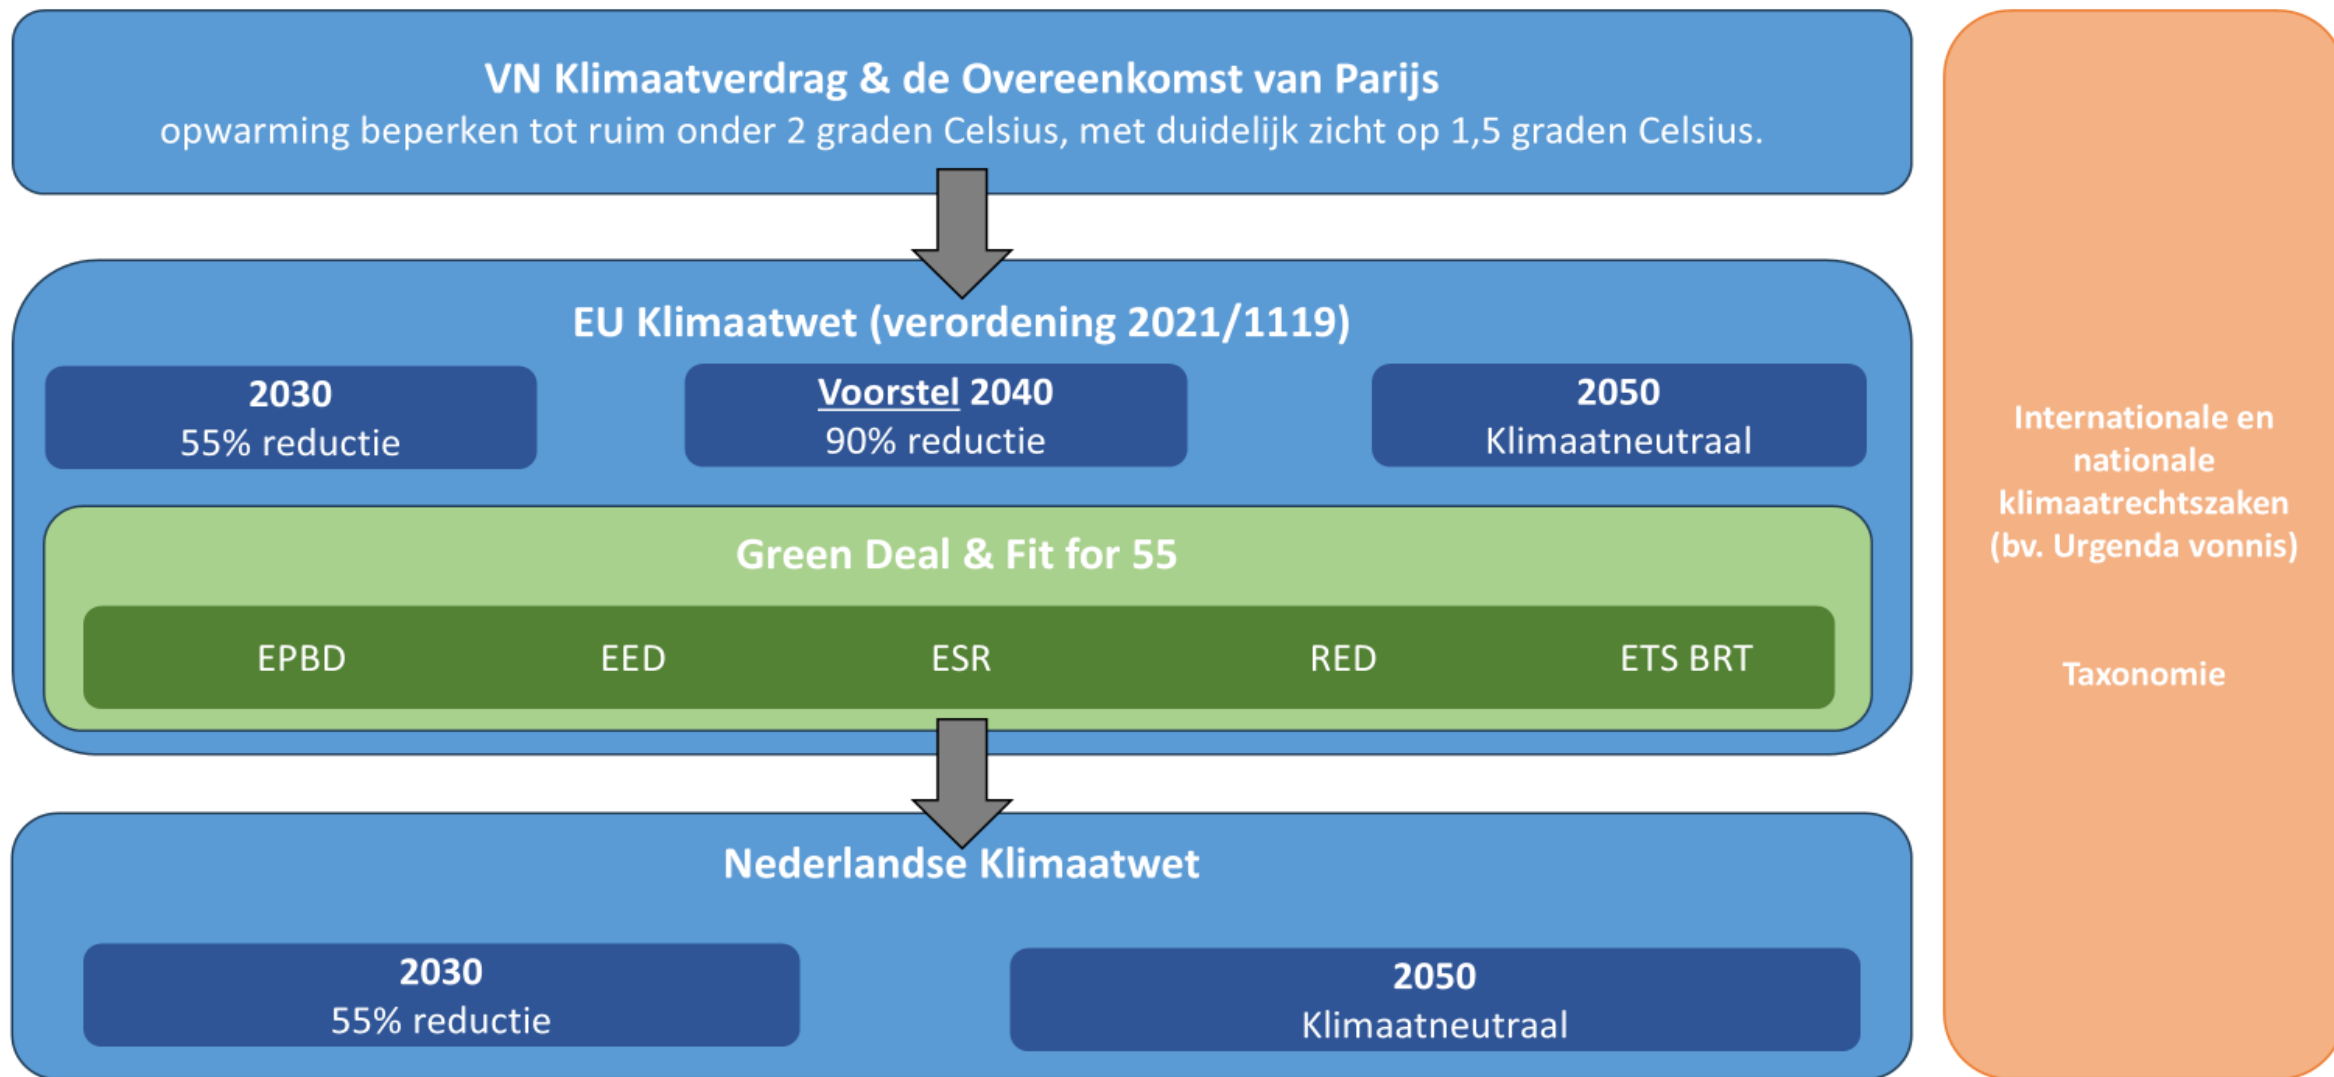 VN Klimaatverdrag & de Overeenkomst van Parijs
opwarming beperken tot ruim onder 2 graden Celsius, met duidelijk zicht op 1,5 graden Celsius.
EU Klimaatwet (verordening 2021/1119)
2030
55% reductie
Voorstel 2040
90% reductie
2050
Klimaatneutraal
Green Deal & Fit for 55
EPBD EED ESR RED ETS BRT
Nederlandse Klimaatwet
2030
55% reductie
2050
Klimaatneutraal
Internationale en
nationale
klimaatrechtszaken
(bv. Urgenda vonnis)
Taxonomie